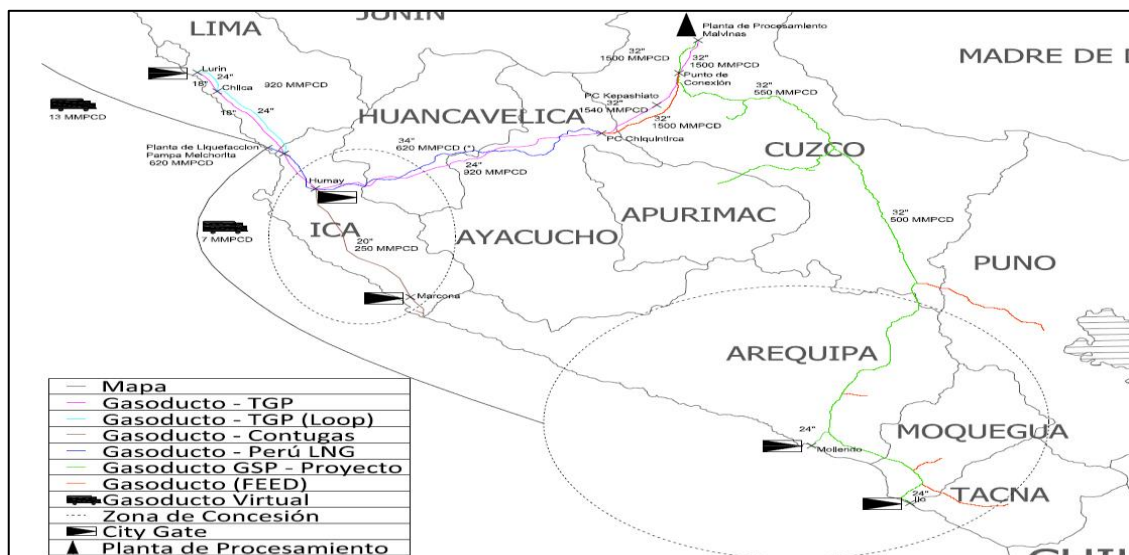 LIMA
JUNIN
Planta de Procesamiento
Malvinas
MADRE DE D
32"
1500 MMPCD
32"
1500 MMPCD
Lurin
24"
18"
920 MMPCD
Chilca
Punto de
Conexión
32"
550 MMPCD
13 MMPCD
18"
24"
HUANCAVELICA
PC Kepashiato
32"
1540 MMPCD
32"
1500 MMPCD
PC Chiquintirca
Planta de Liquefaccion
Pampa Melchorita
620 MMPCD
34"
620 MMPCD (*)
24"
920 MMPCD
CUZCO
Humay
ICA
7 MMPCD
20"
250 MMPCD
AYACUCHO
APURIMAC
32"
500 MMPCD
PUNO
Marcona
AREQUIPA
24"
Mollendo
MOQUEGUA
24"
Ilo
TACNA
Mapa
Gasoducto - TGP
Gasoducto - TGP (Loop)
Gasoducto - Contugas
Gasoducto - Perú LNG
Gasoducto GSP - Proyecto
Gasoducto (FEED)
Gasoducto Virtual
Zona de Concesión
City Gate
Planta de Procesamiento